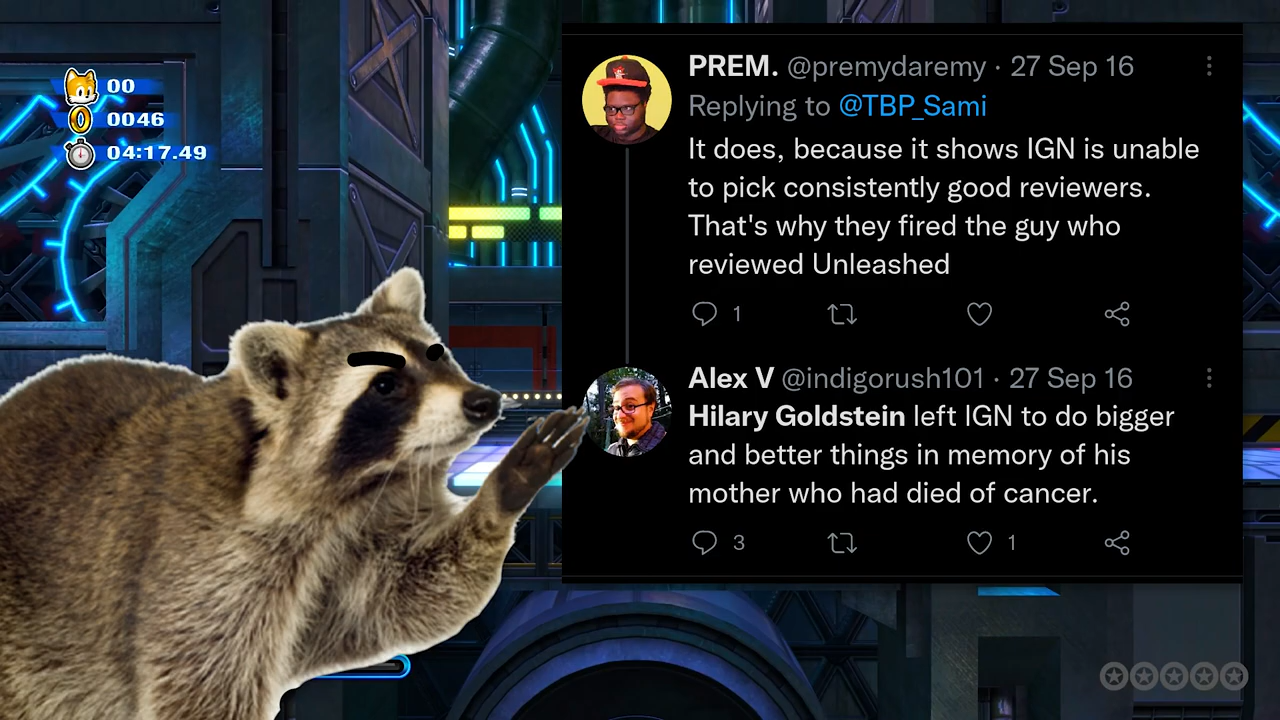 00
0046
04:17.49
PREM. @premydaremy · 27 Sep 16
Replying to @TBP_Sami
It does, because it shows IGN is unable
to pick consistently good reviewers.
That's why they fired the guy who
reviewed Unleashed
1
Alex V @indigorush101 · 27 Sep 16
Hilary Goldstein left IGN to do bigger
and better things in memory of his
mother who had died of cancer.
3 1